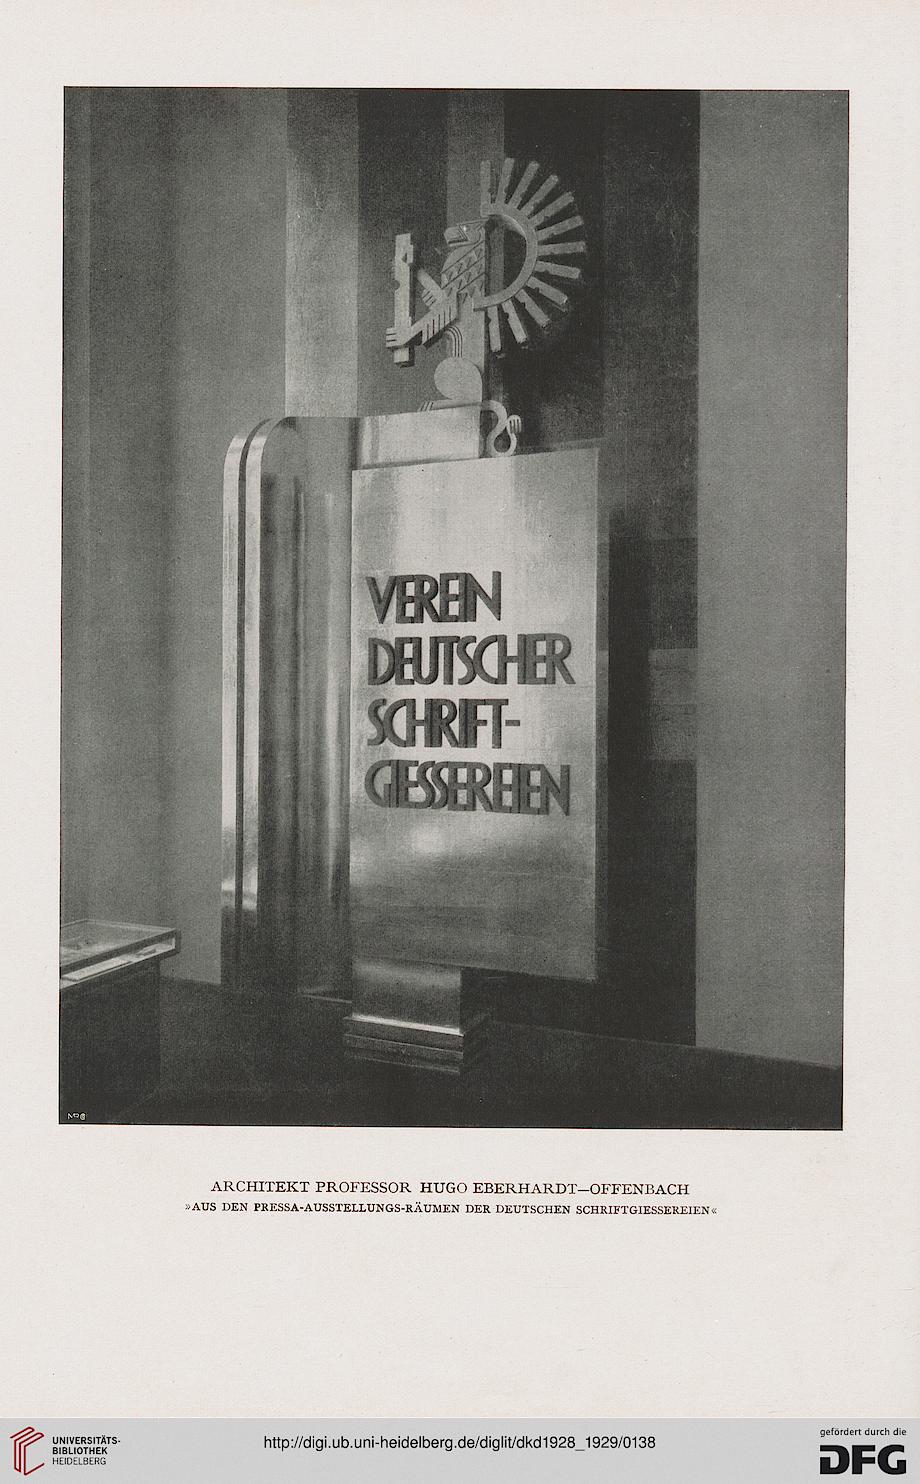 VEREIN
DEUTSCHER
SCHRIFT-
GIESSEREIEN
ARCHITEKT PROFESSOR HUGO EBERHARDT—OFFENBACH
»AUS DEN PRESSA-AUSSTELLUNGS-RÄUMEN DER DEUTSCHEN SCHRIFTGIESSEREIEN«
UNIVERSITÄTS-
BIBLIOTHEK
HEIDELBERG
http://digi.ub.uni-heidelberg.de/diglit/dkd1928_1929/0138
gefördert durch die
DFG